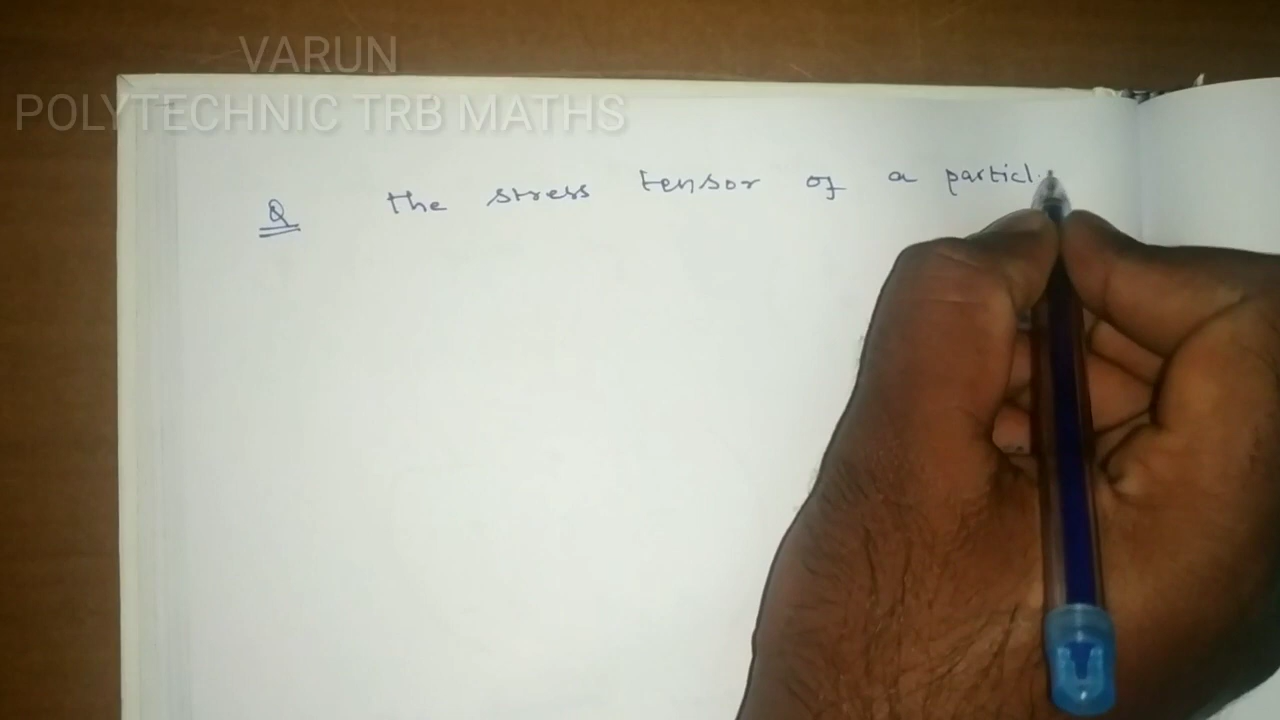 VARUN
POLYTECHNIC TRB MATHS
Q the stress tensor of a particl